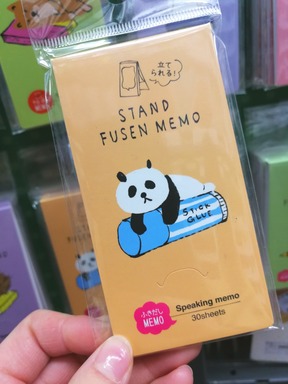 立て
られる!
STAND
FUSEN MEMO
STICK
GLUE
ふきだし
MEMO
Speaking memo
30sheets